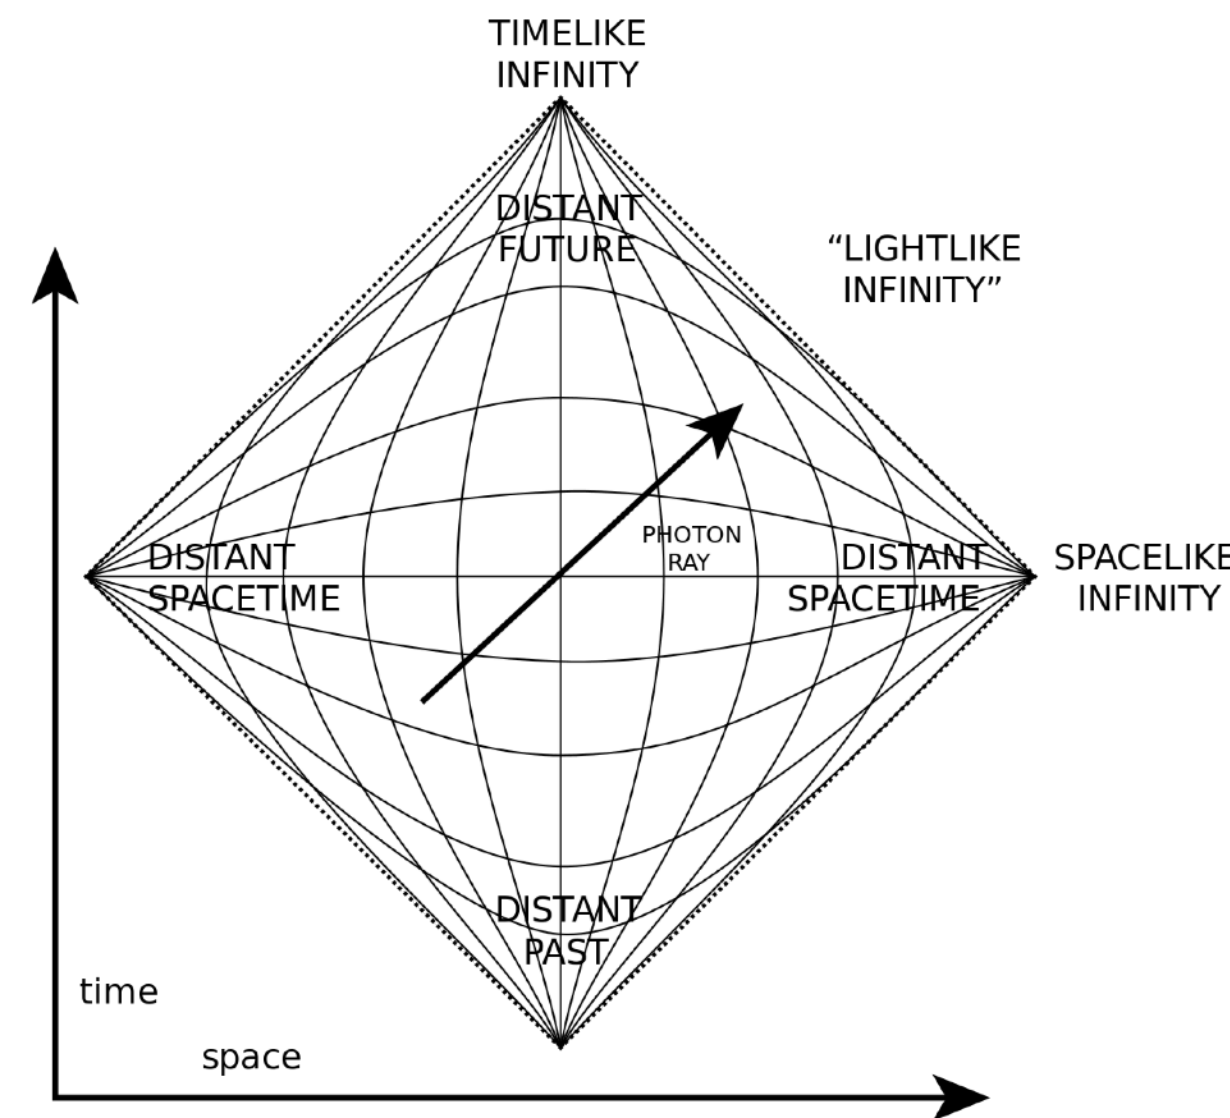 TIMELIKE
INFINITY
DISTANT
FUTURE
“LIGHTLIKE
INFINITY”
PHOTON
RAY
DISTANT
SPACETIME
DISTANT
SPACETIME
SPACELIKE
INFINITY
DISTANT
PAST
time
space